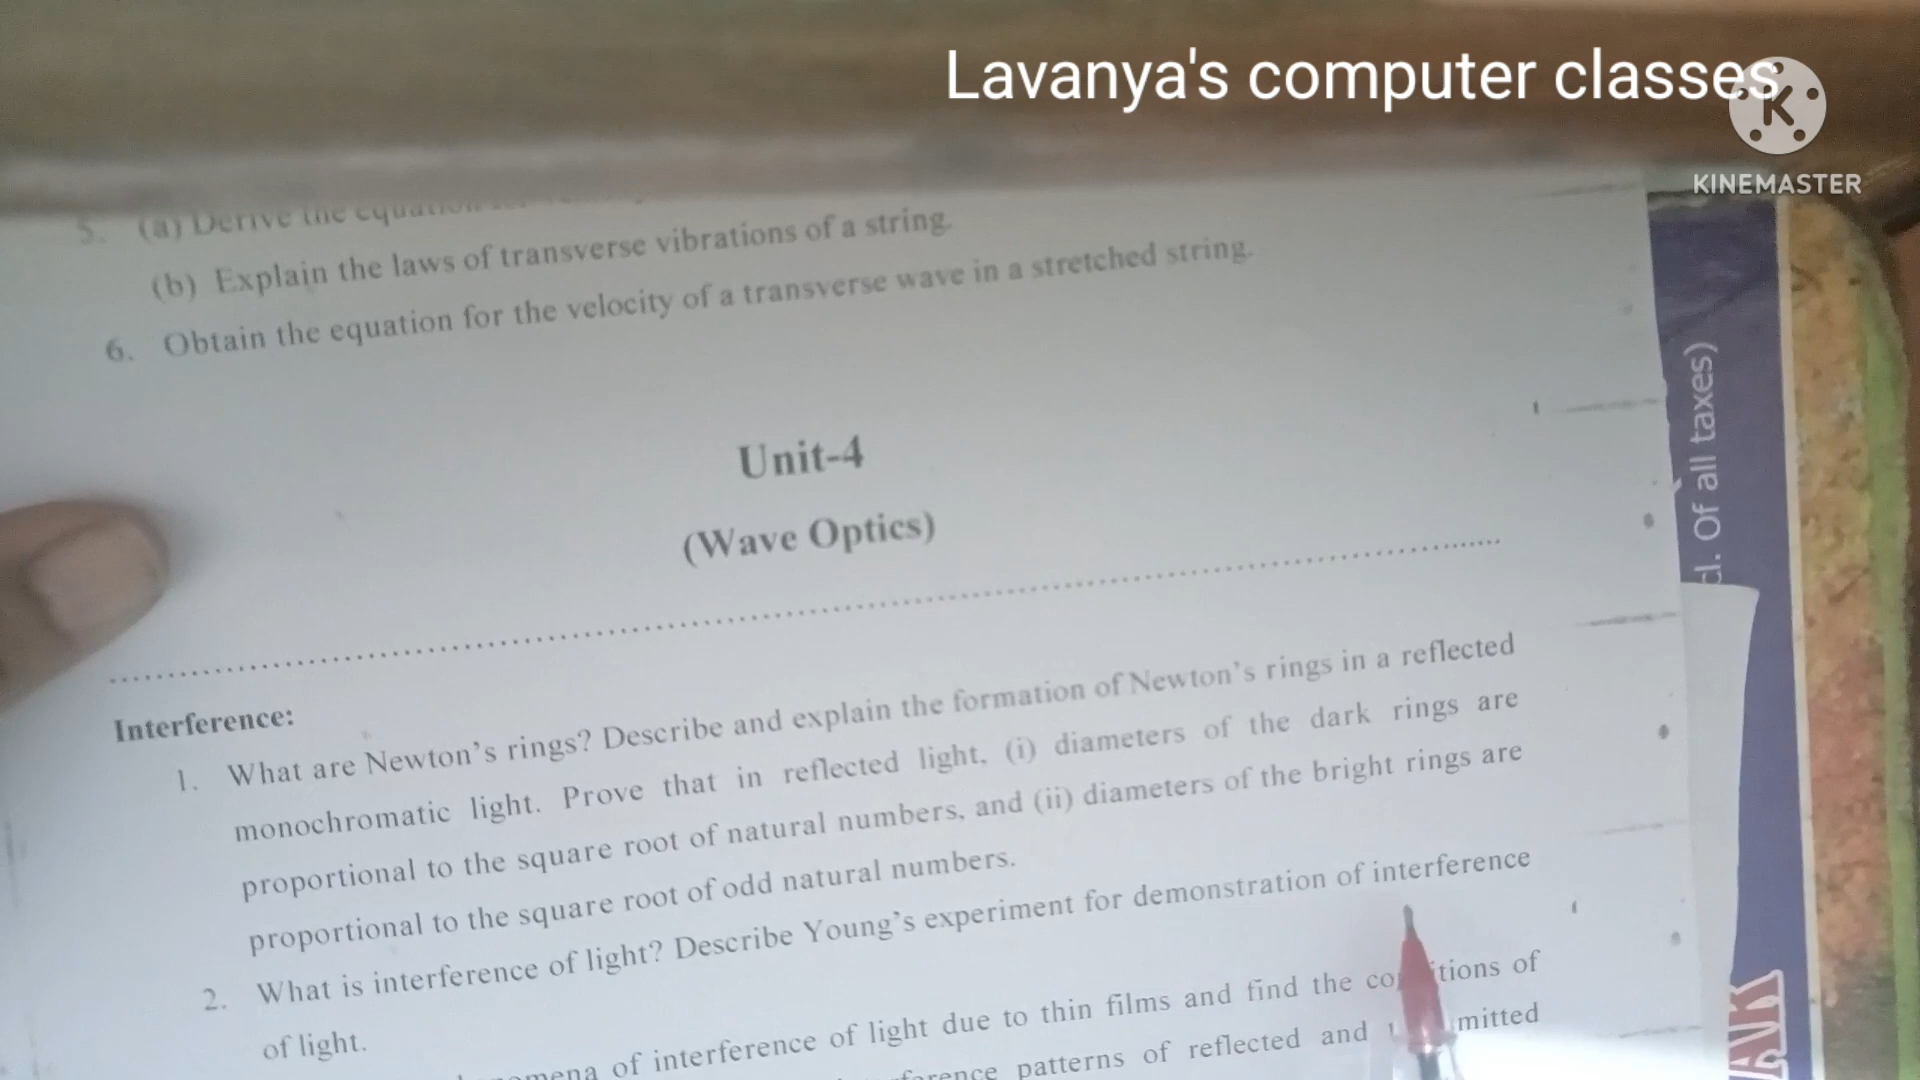 Lavanya's computer classes
K
KINEMASTER
5. (a) Derive the equation
(b) Explain the laws of transverse vibrations of a string.
6. Obtain the equation for the velocity of a transverse wave in a stretched string.
Unit-4
(Wave Optics)
Interference:
1. What are Newton's rings? Describe and explain the formation of Newton's rings in a reflected
monochromatic light. Prove that in reflected light, (i) diameters of the dark rings are
proportional to the square root of natural numbers, and (ii) diameters of the bright rings are
proportional to the square root of odd natural numbers.
2. What is interference of light? Describe Young's experiment for demonstration of interference
of light.
of interference of light due to thin films and find the of
patterns of reflected and
cl. Of all taxes)